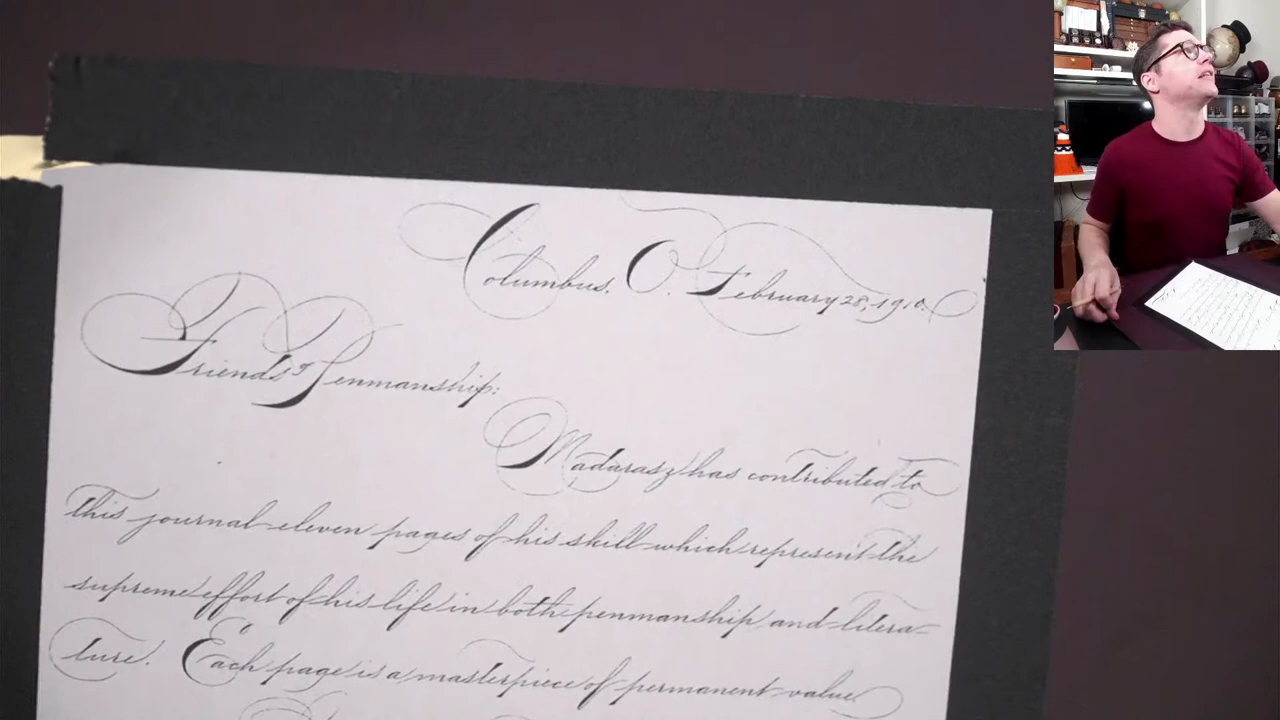 Columbus, O. February 28, 1910.
Friends of Penmanship:
Madarasz has contributed to
this journal eleven pages of his skill which represent the
supreme effort of his life in both penmanship and litera-
ture. Each page is a masterpiece of permanent value.